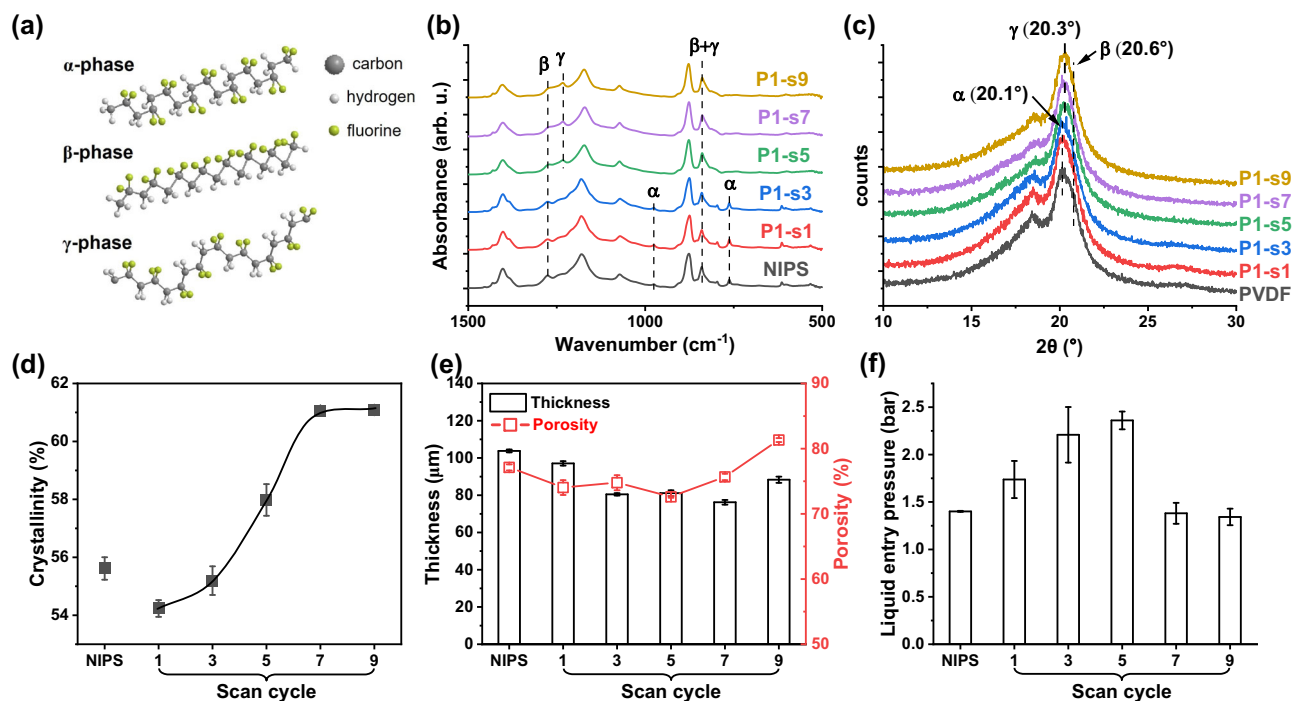 (a)
α-phase
β-phase
γ-phase
carbon
hydrogen
fluorine
(b)
β
γ
β+γ
α
α
P1-s9
P1-s7
P1-s5
P1-s3
P1-s1
NIPS
Absorbance (arb. u.)
1500
1000
500
Wavenumber (cm-1)
(c)
γ (20.3°)
β (20.6°)
α (20.1°)
P1-s9
P1-s7
P1-s5
P1-s3
P1-s1
PVDF
counts
10
15
20
25
30
2θ (°)
(d)
Crystallinity (%)
62
60
58
56
54
NIPS
1
3
5
7
9
Scan cycle
(e)
Thickness
Porosity
Thickness (μm)
140
120
100
80
60
40
20
0
Porosity (%)
90
80
70
60
50
NIPS
1
3
5
7
9
Scan cycle
(f)
Liquid entry pressure (bar)
2.5
2.0
1.5
1.0
0.5
0.0
NIPS
1
3
5
7
9
Scan cycle